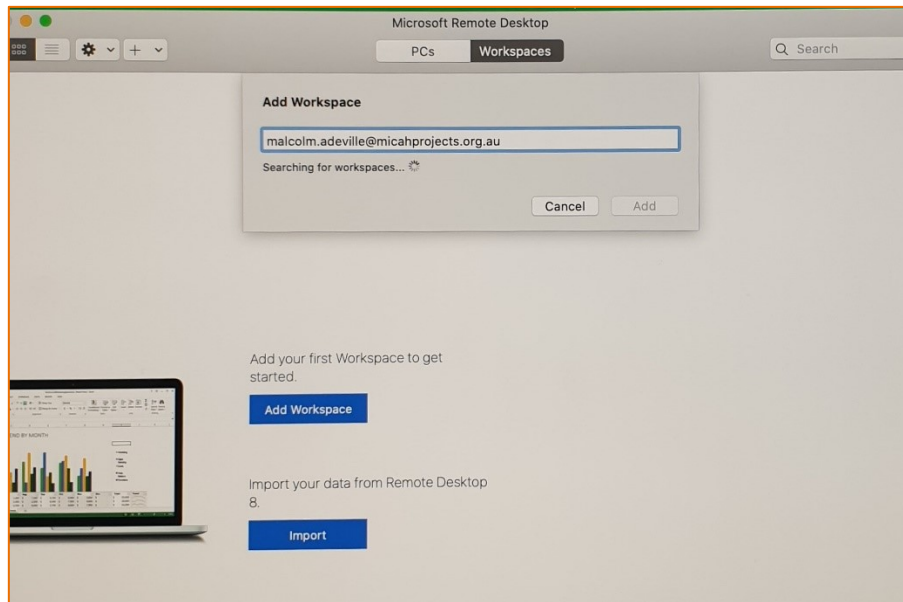 Microsoft Remote Desktop
PCs Workspaces
Search
Add Workspace
malcolm.adeville@micahprojects.org.au
Searching for workspaces...
Cancel Add
Add your first Workspace to get
started.
Add Workspace
Import your data from Remote Desktop
8.
Import